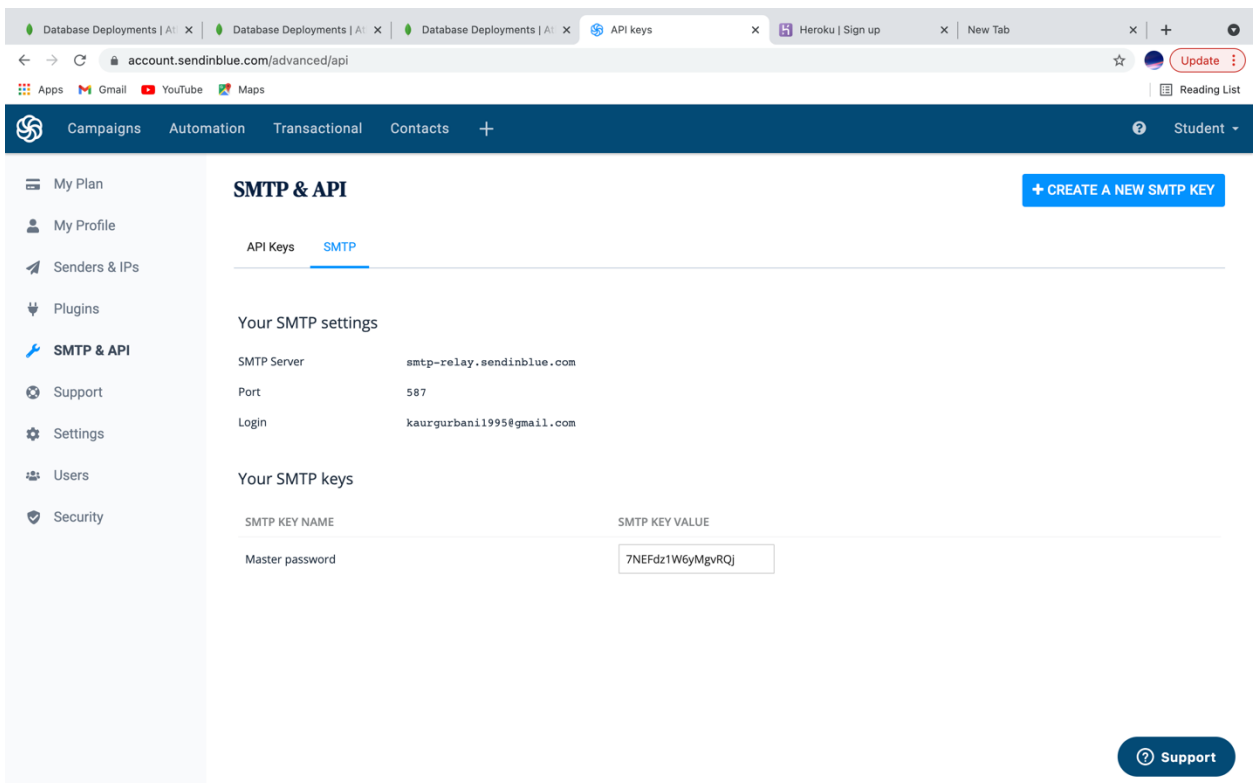 Database Deployments | At
Database Deployments | At
Database Deployments | At
API keys
Heroku | Sign up
New Tab
account.sendinblue.com/advanced/api
Update
Apps
Gmail
YouTube
Maps
Reading List
Campaigns
Automation
Transactional
Contacts
+
Student
My Plan
My Profile
Senders & IPs
Plugins
SMTP & API
Support
Settings
Users
Security
SMTP & API
+ CREATE A NEW SMTP KEY
API Keys
SMTP
Your SMTP settings
SMTP Server smtp-relay.sendinblue.com
Port 587
Login kaurgurbani1995@gmail.com
Your SMTP keys
SMTP KEY NAME SMTP KEY VALUE
Master password 7NEFdz1W6yMgvRQj
Support